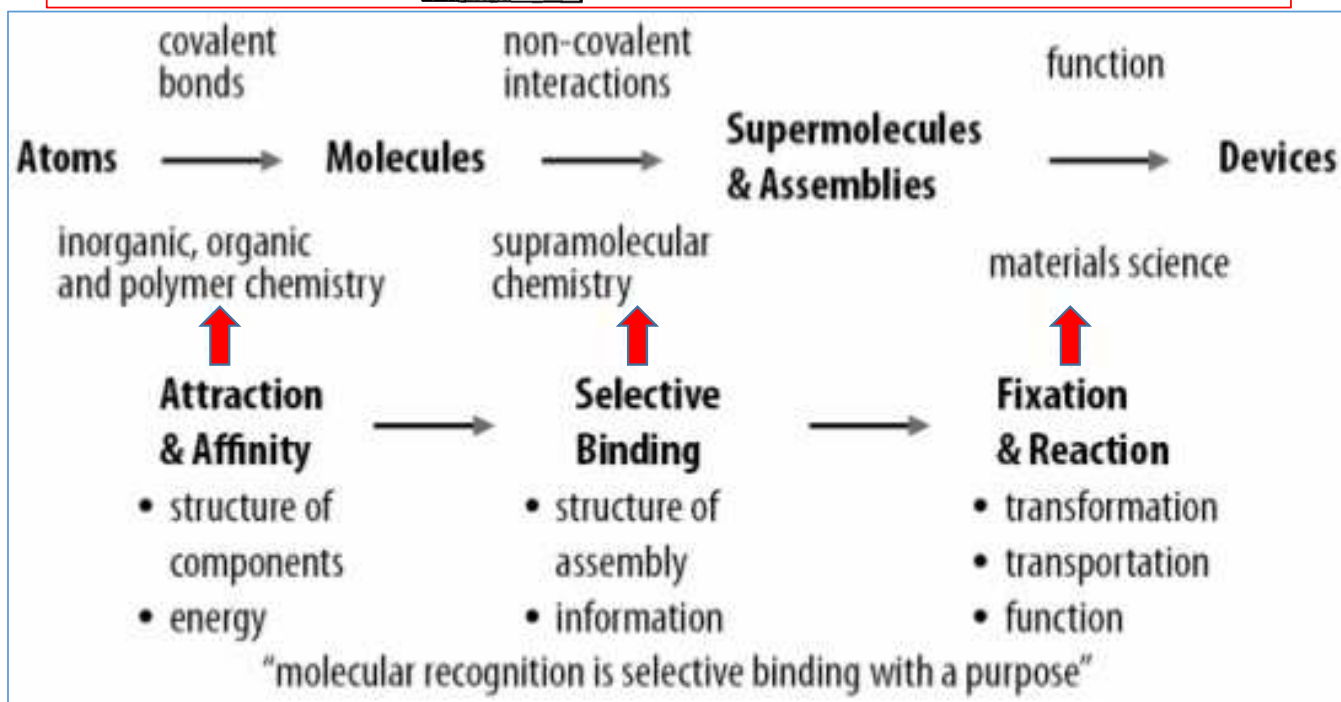 covalent
bonds
non-covalent
interactions
function
Atoms
Molecules
Supermolecules
& Assemblies
Devices
inorganic, organic
and polymer chemistry
supramolecular
chemistry
materials science
Attraction
& Affinity
Selective
Binding
Fixation
& Reaction
• structure of
components
• energy
• structure of
assembly
• information
• transformation
• transportation
• function
"molecular recognition is selective binding with a purpose"